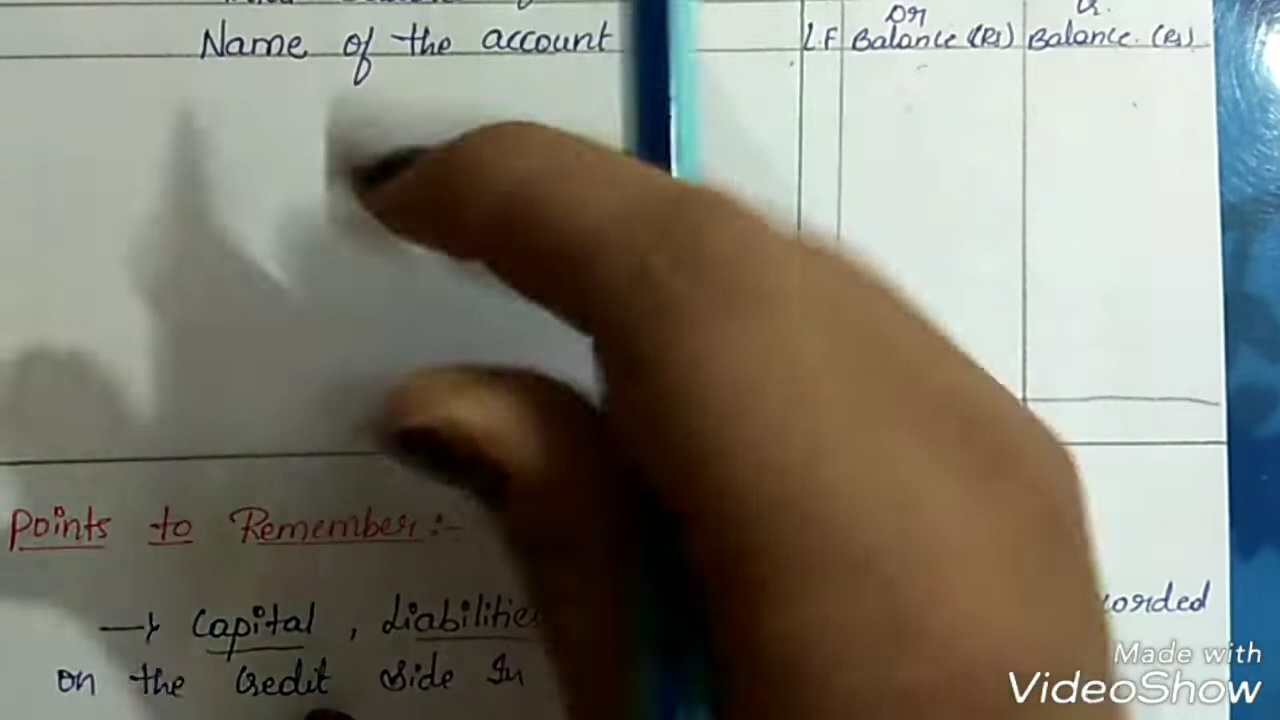 Dr Cr.
Name of the account L.F Balance (Rs) Balance. (Rs)
Points to Remember:-
→ Capital, Liabilities
on the Credit side In
Made with
VideoShow